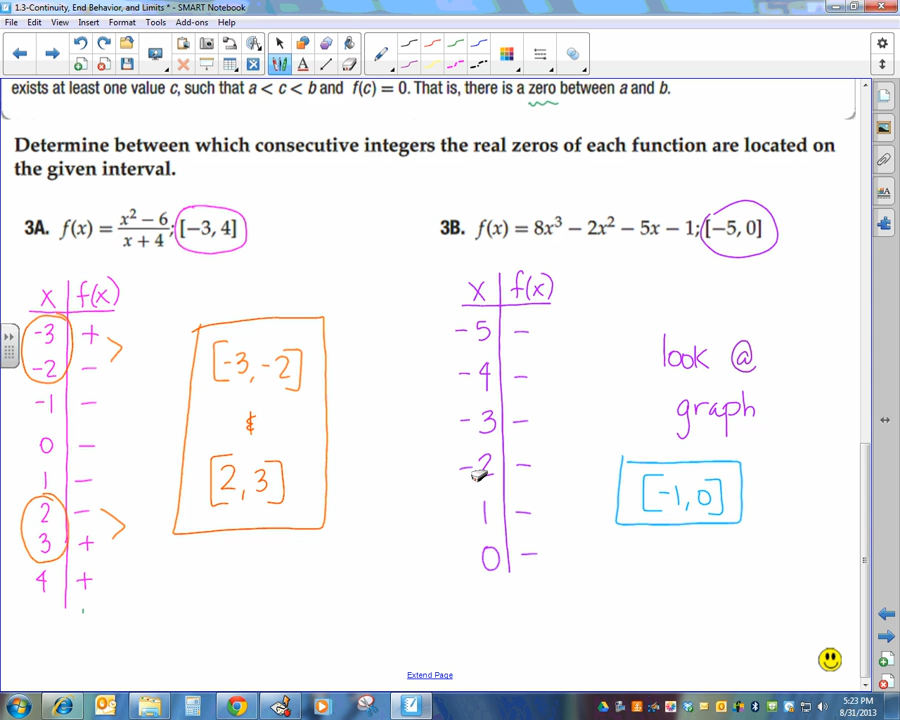 1.3-Continuity, End Behavior, and Limits * - SMART Notebook
File Edit View Insert Format Tools Add-ons Help
exists at least one value c, such that a < c < b and f(c) = 0. That is, there is a zero between a and b.
Determine between which consecutive integers the real zeros of each function are located on
the given interval.
3A. f(x) = (x² − 6)/(x + 4); [−3, 4]
3B. f(x) = 8x³ − 2x² − 5x − 1; [−5, 0]
x f(x)
-3 +
-2 -
-1 -
0 -
1 -
2 -
3 +
4 +
[-3, -2]
&
[2, 3]
x f(x)
-5 -
-4 -
-3 -
-2 -
1 -
0 -
look @
graph
[-1, 0]
Extend Page
5:23 PM
8/31/2013